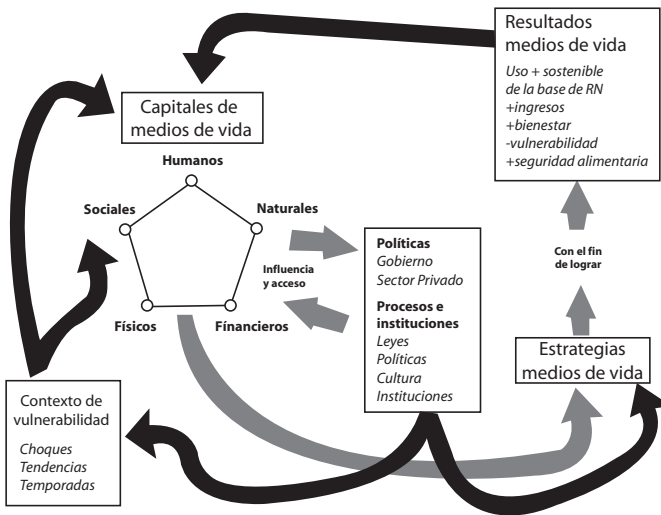 Resultados
medios de vida
Uso + sostenible
de la base de RN
+ingresos
+bienestar
-vulnerabilidad
+seguridad alimentaria
Capitales de
medios de vida
Humanos
Sociales
Naturales
Físicos
Fínancieros
Influencia
y acceso
Políticas
Gobierno
Sector Privado
Procesos e
instituciones
Leyes
Políticas
Cultura
Instituciones
Con el fin
de lograr
Estrategias
medios de vida
Contexto de
vulnerabilidad
Choques
Tendencias
Temporadas